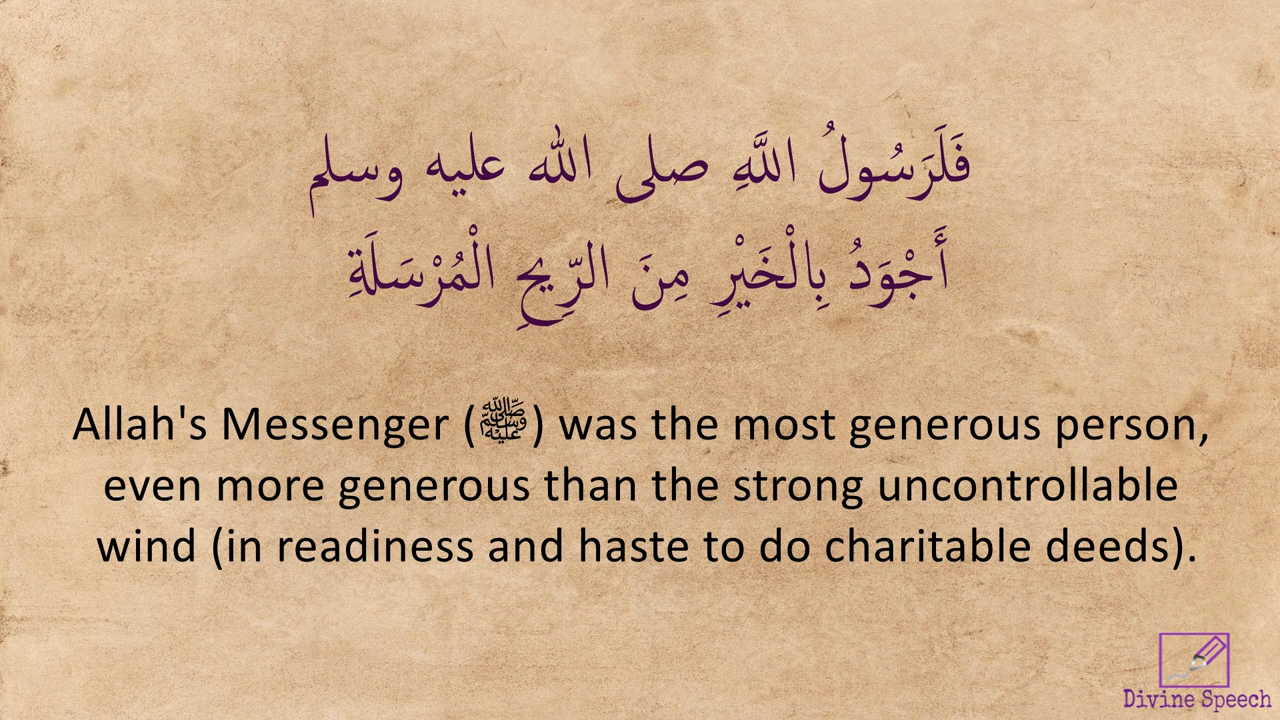 فَلَرَسُولُ اللَّهِ صلى الله عليه وسلم
أَجْوَدُ بِالْخَيْرِ مِنَ الرِّيحِ الْمُرْسَلَةِ
Allah's Messenger (ﷺ) was the most generous person,
even more generous than the strong uncontrollable
wind (in readiness and haste to do charitable deeds).
Divine Speech